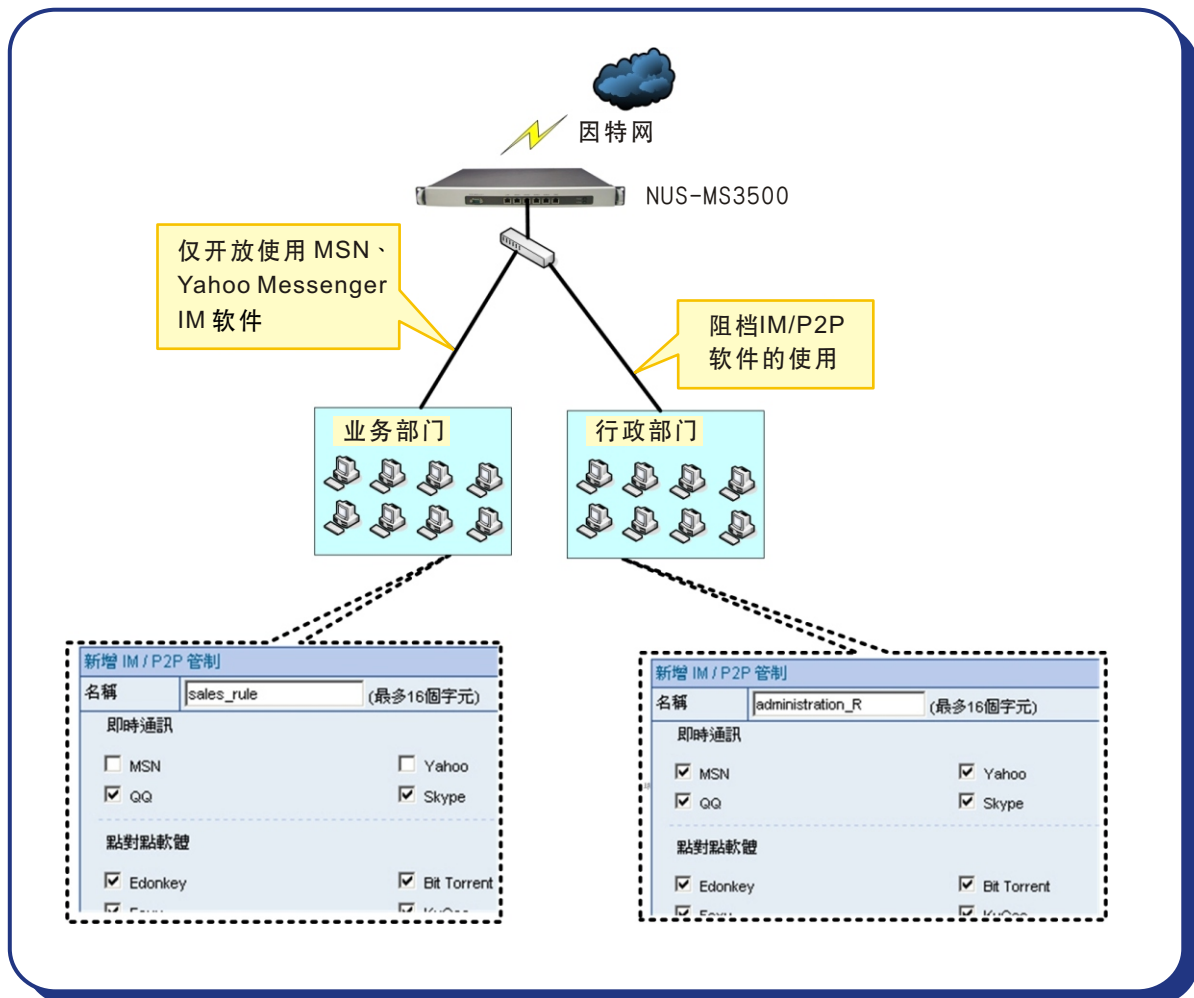 因特网
NUS-MS3500
仅开放使用 MSN、
Yahoo Messenger
IM 软件
阻档IM/P2P
软件的使用
业务部门
行政部门
新增 IM / P2P 管制
名稱 sales_rule (最多16個字元)
即時通訊
MSN Yahoo
QQ Skype
點對點軟體
Edonkey Bit Torrent
新增 IM / P2P 管制
名稱 administration_R (最多16個字元)
即時通訊
MSN Yahoo
QQ Skype
點對點軟體
Edonkey Bit Torrent